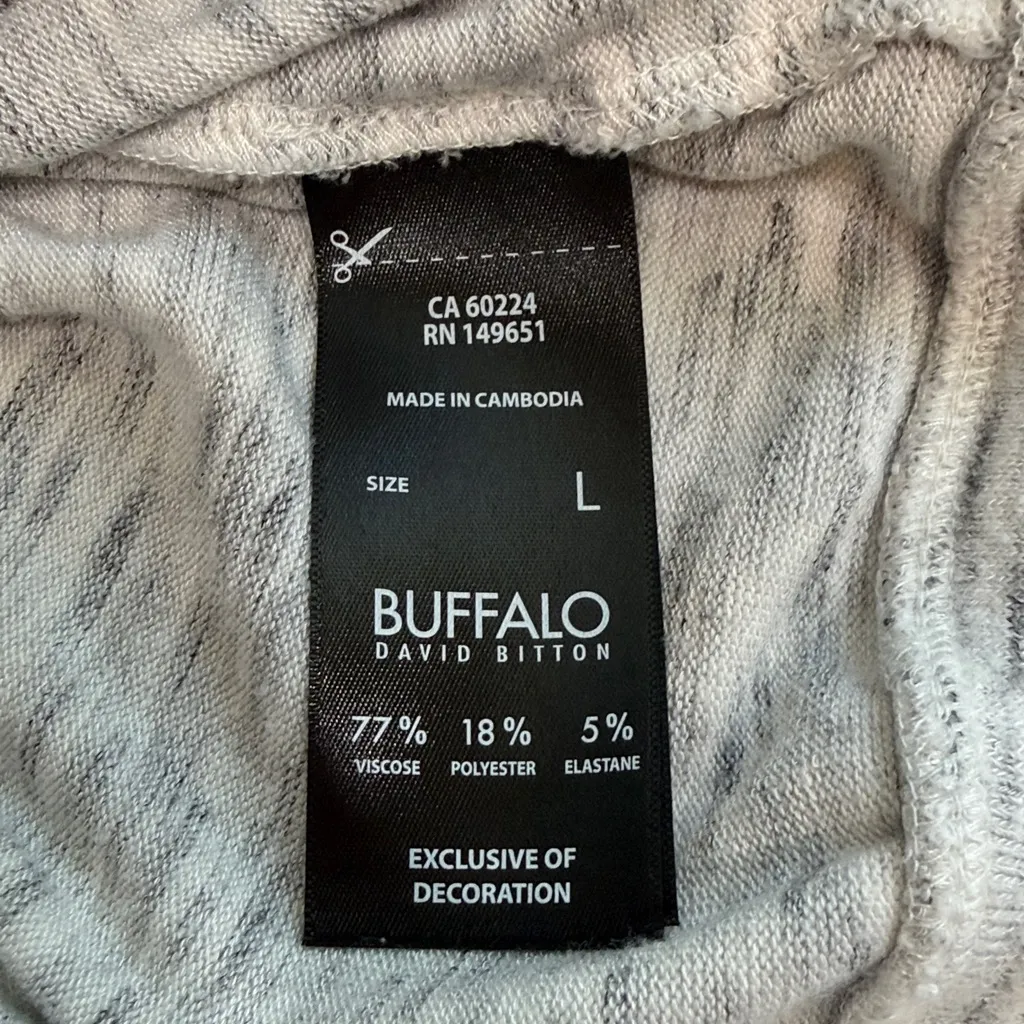 CA 60224
RN 149651
MADE IN CAMBODIA
SIZE L
BUFFALO
DAVID BITTON
77% 18% 5%
VISCOSE POLYESTER ELASTANE
EXCLUSIVE OF
DECORATION